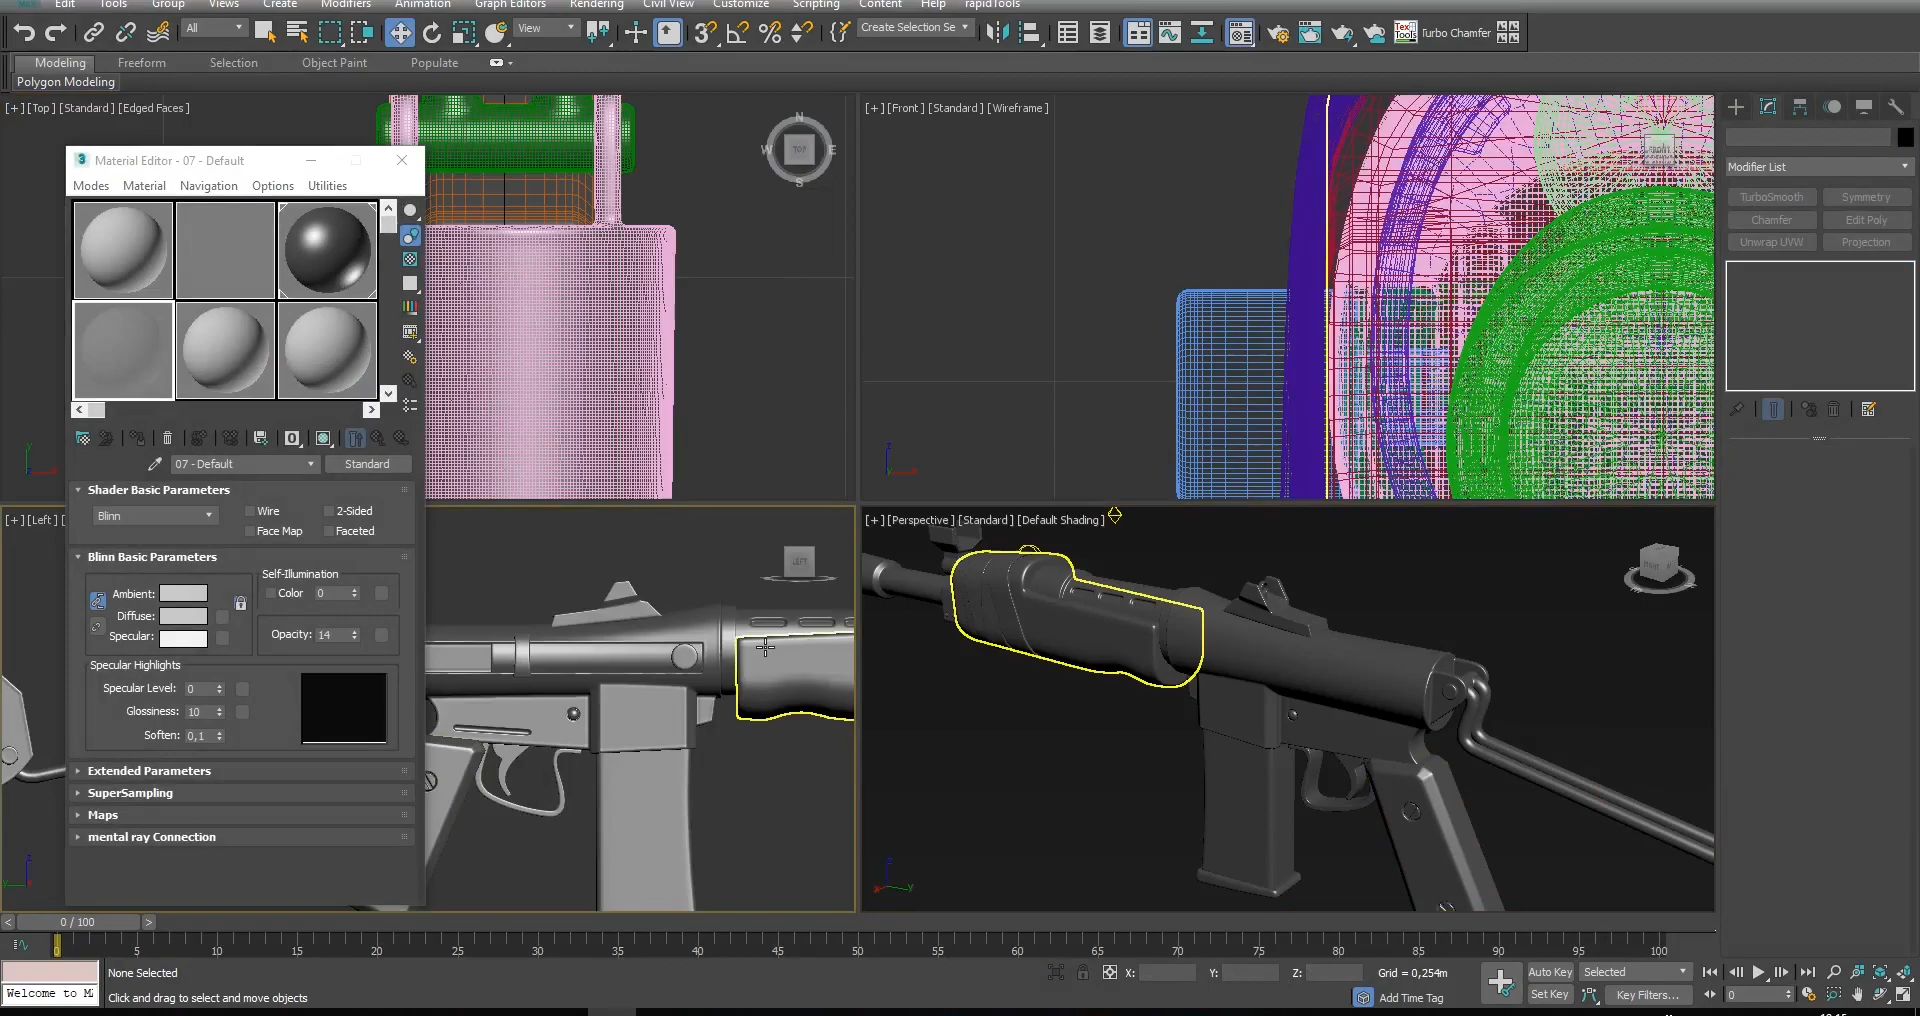 Edit Tools Group Views Create Modifiers Animation Graph Editors Rendering Civil View Customize Scripting Content Help rapidTools
All View Create Selection Se Turbo Chamfer
Modeling Freeform Selection Object Paint Populate
Polygon Modeling
[+] [Top] [Standard] [Edged Faces]
[+] [Front] [Standard] [Wireframe]
N
W TOP E
S
3 Material Editor - 07 - Default
Modes Material Navigation Options Utilities
07 - Default Standard
Shader Basic Parameters
Blinn Wire 2-Sided
Face Map Faceted
Blinn Basic Parameters
Self-Illumination
Ambient: Color 0
Diffuse:
Specular: Opacity: 14
Specular Highlights
Specular Level: 0
Glossiness: 10
Soften: 0,1
Extended Parameters
SuperSampling
Maps
mental ray Connection
[+] [Left] [
LEFT
[+] [Perspective] [Standard] [Default Shading]
Modifier List
TurboSmooth Symmetry
Chamfer Edit Poly
Unwrap UVW Projection
0 / 100
0 5 10 15 20 25 30 35 40 45 50 55 60 65 70 75 80 85 90 95 100
None Selected X: Y: Z: Grid = 0,254m Auto Key Selected
Welcome to M Click and drag to select and move objects Add Time Tag Set Key Key Filters... 0